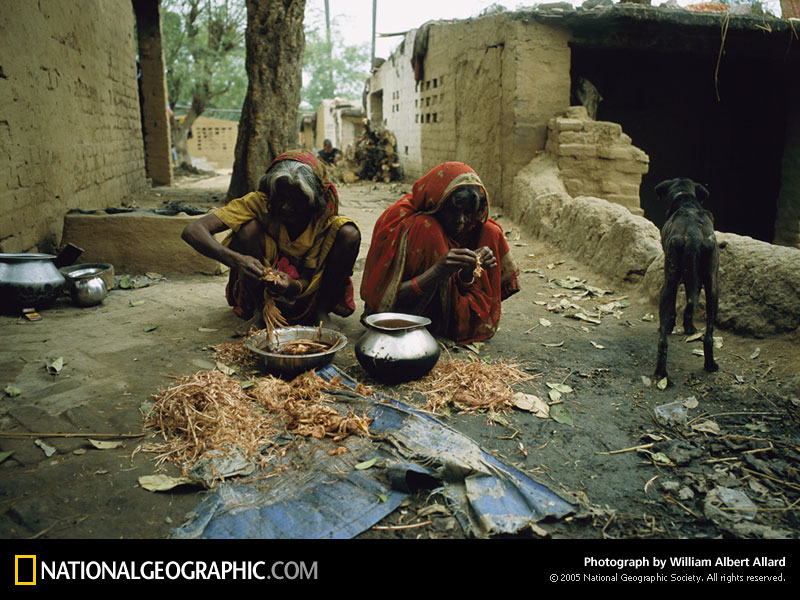 NATIONALGEOGRAPHIC.COM
Photograph by William Albert Allard
© 2005 National Geographic Society. All rights reserved.